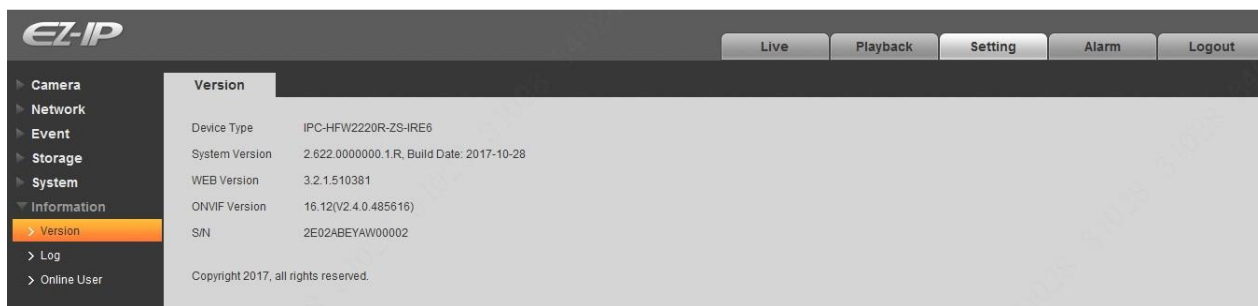 EZ-IP
Live Playback Setting Alarm Logout
Camera
Network
Event
Storage
System
Information
Version
Log
Online User
Version
Device Type IPC-HFW2220R-ZS-IRE6
System Version 2.622.0000000.1.R, Build Date: 2017-10-28
WEB Version 3.2.1.510381
ONVIF Version 16.12(V2.4.0.485616)
S/N 2E02ABEYAW00002
Copyright 2017, all rights reserved.